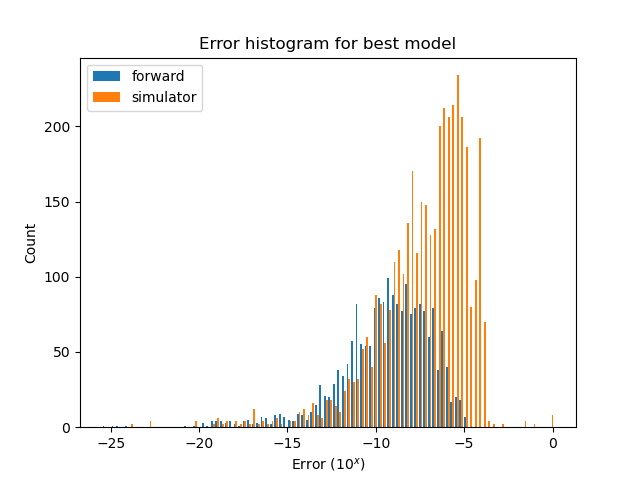 Error histogram for best model
forward
simulator
200
150
100
50
0
Count
−25 −20 −15 −10 −5 0
Error (10^x)